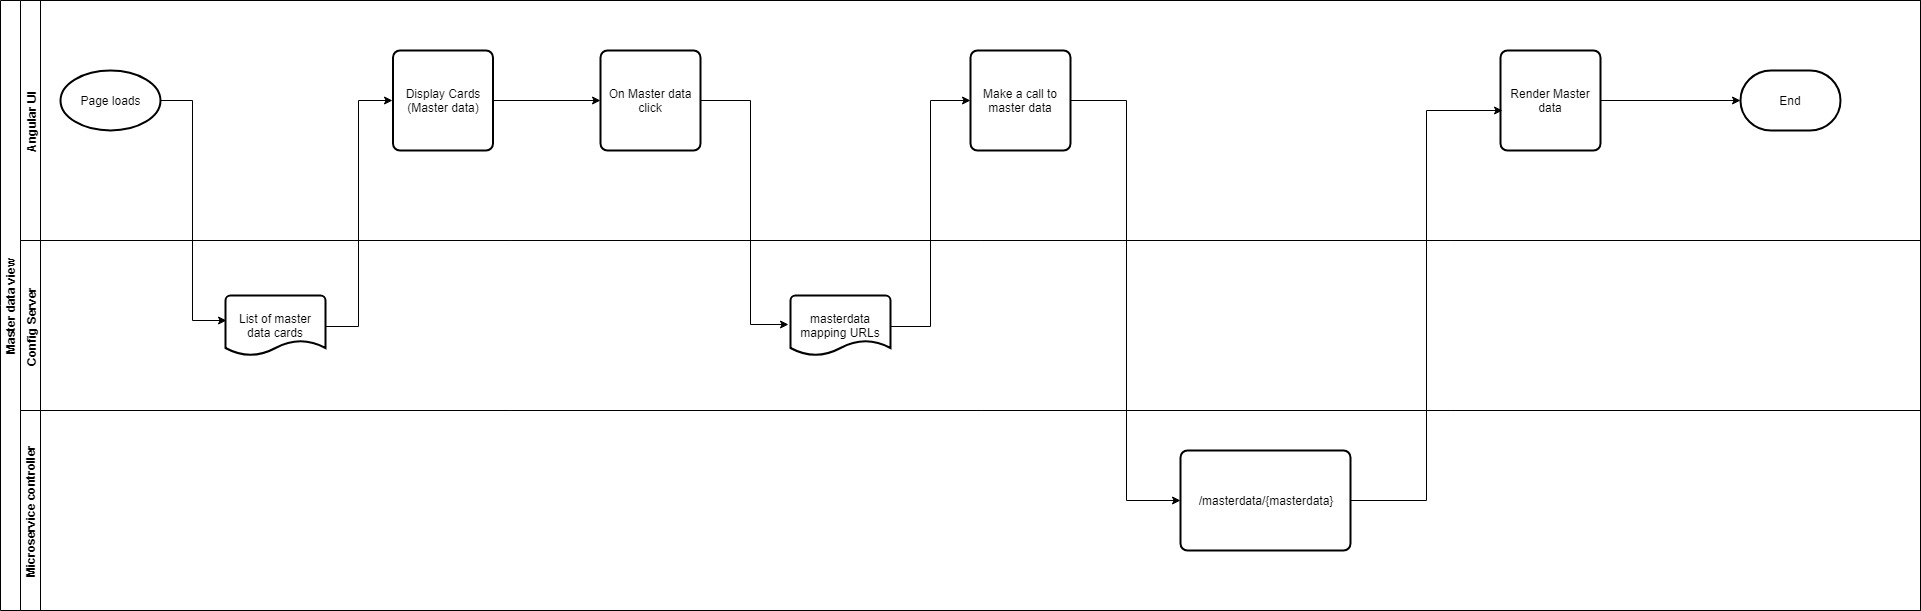 Master data view
Angular UI
Page loads
Display Cards
(Master data)
On Master data
click
Make a call to
master data
Render Master
data
End
Config Server
List of master
data cards
masterdata
mapping URLs
Microservice controller
/masterdata/{masterdata}